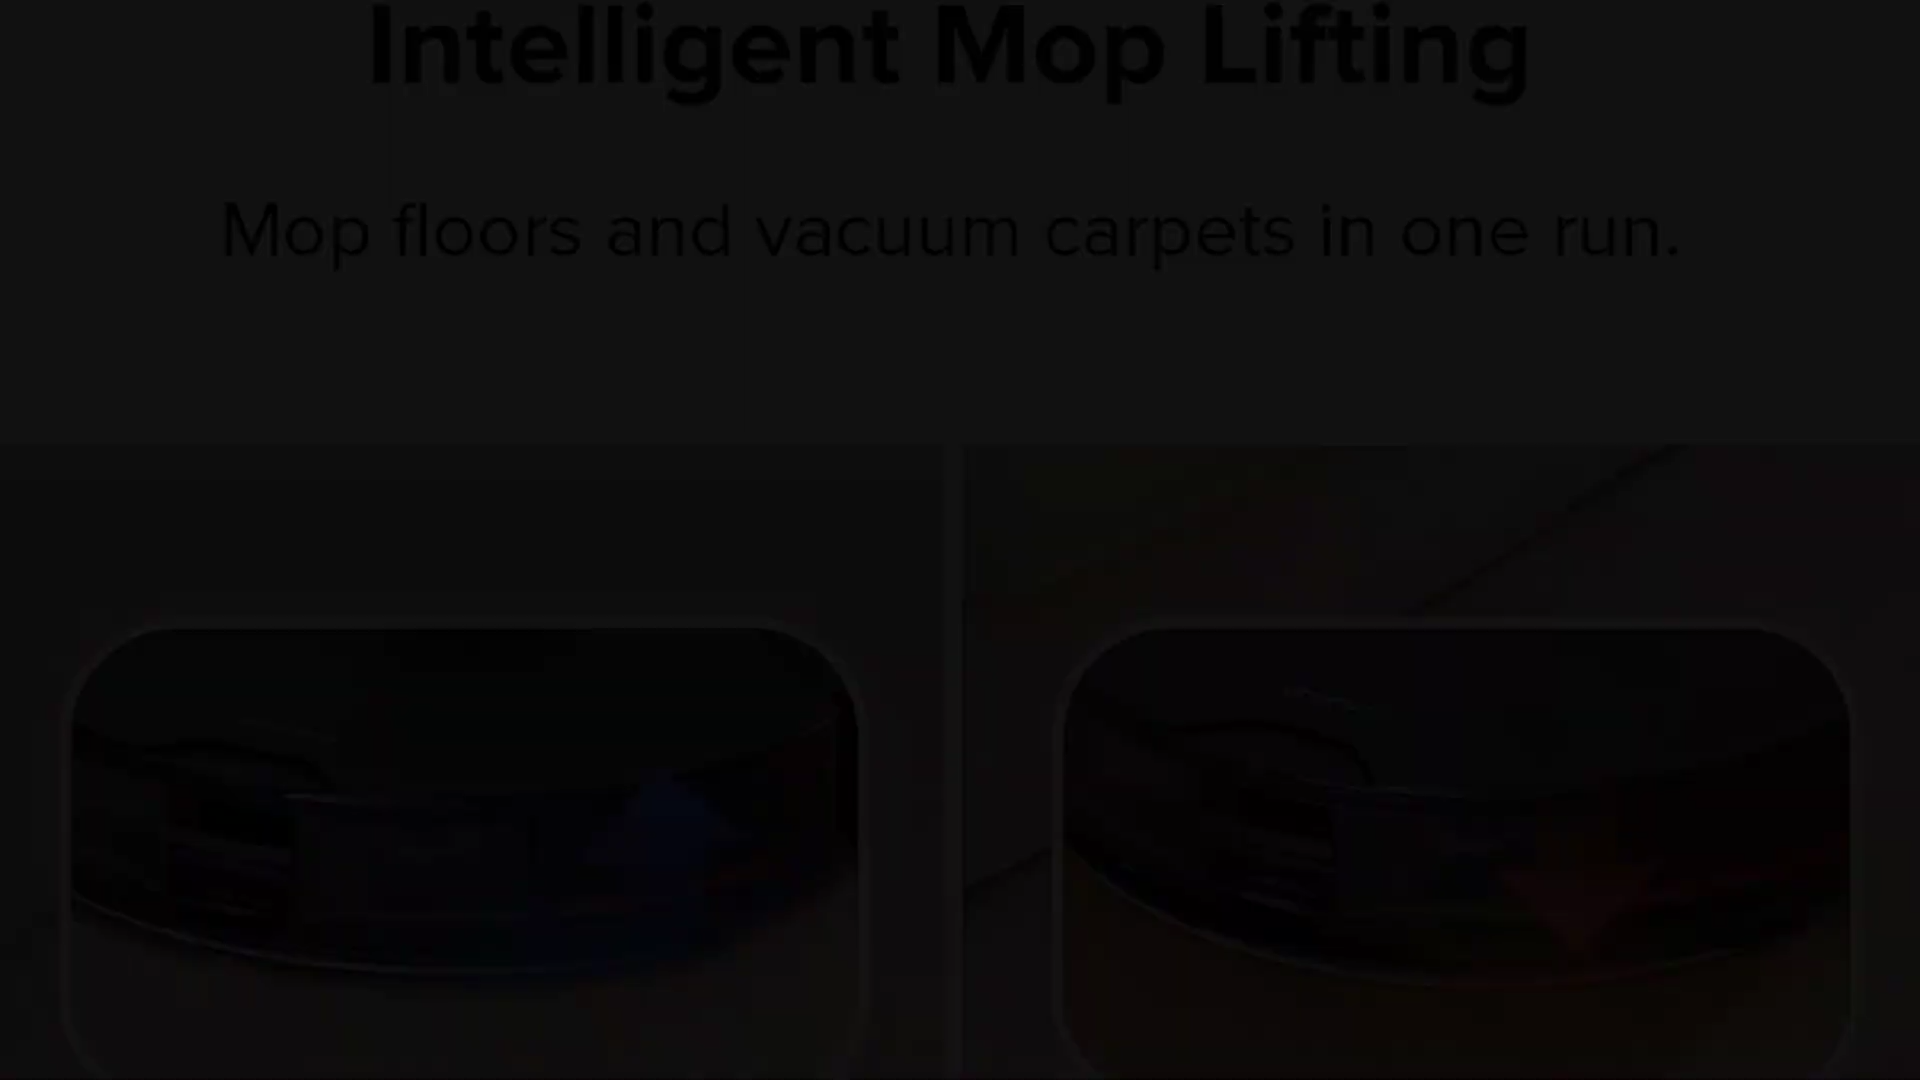 Intelligent Mop Lifting
Mop floors and vacuum carpets in one run.